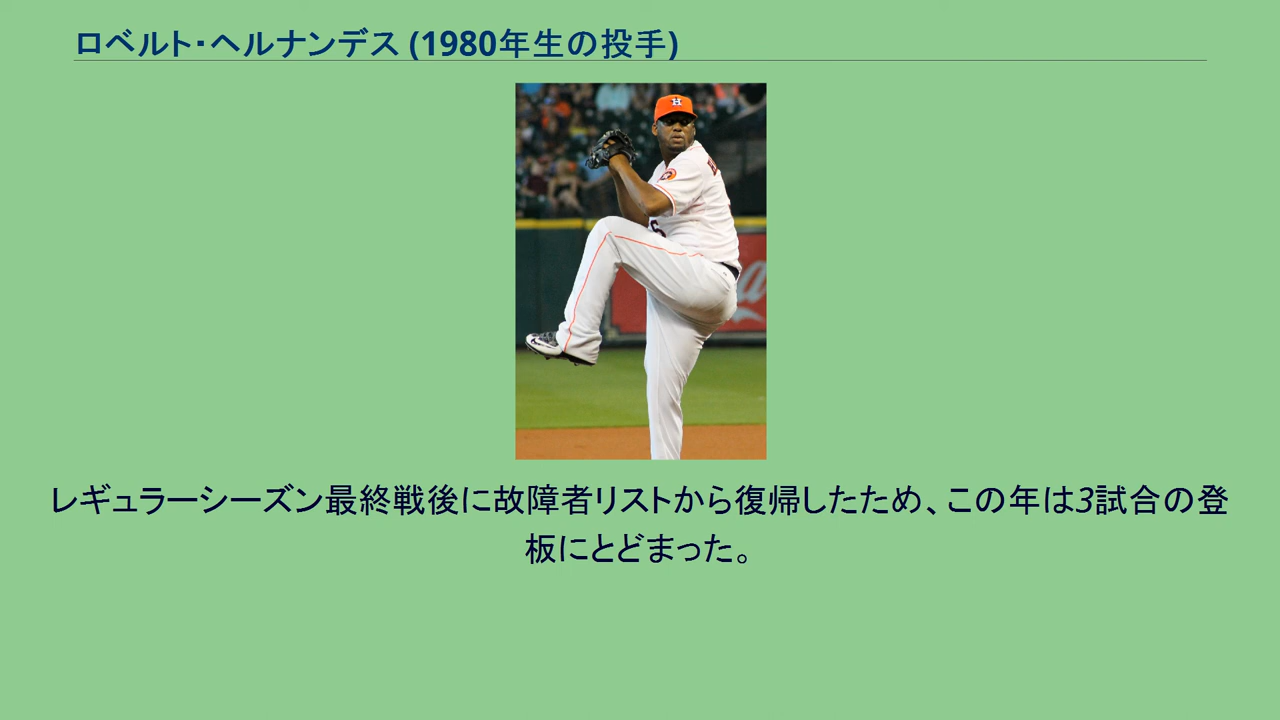 ロベルト・ヘルナンデス (1980年生の投手)
レギュラーシーズン最終戦後に故障者リストから復帰したため、この年は3試合の登
板にとどまった。